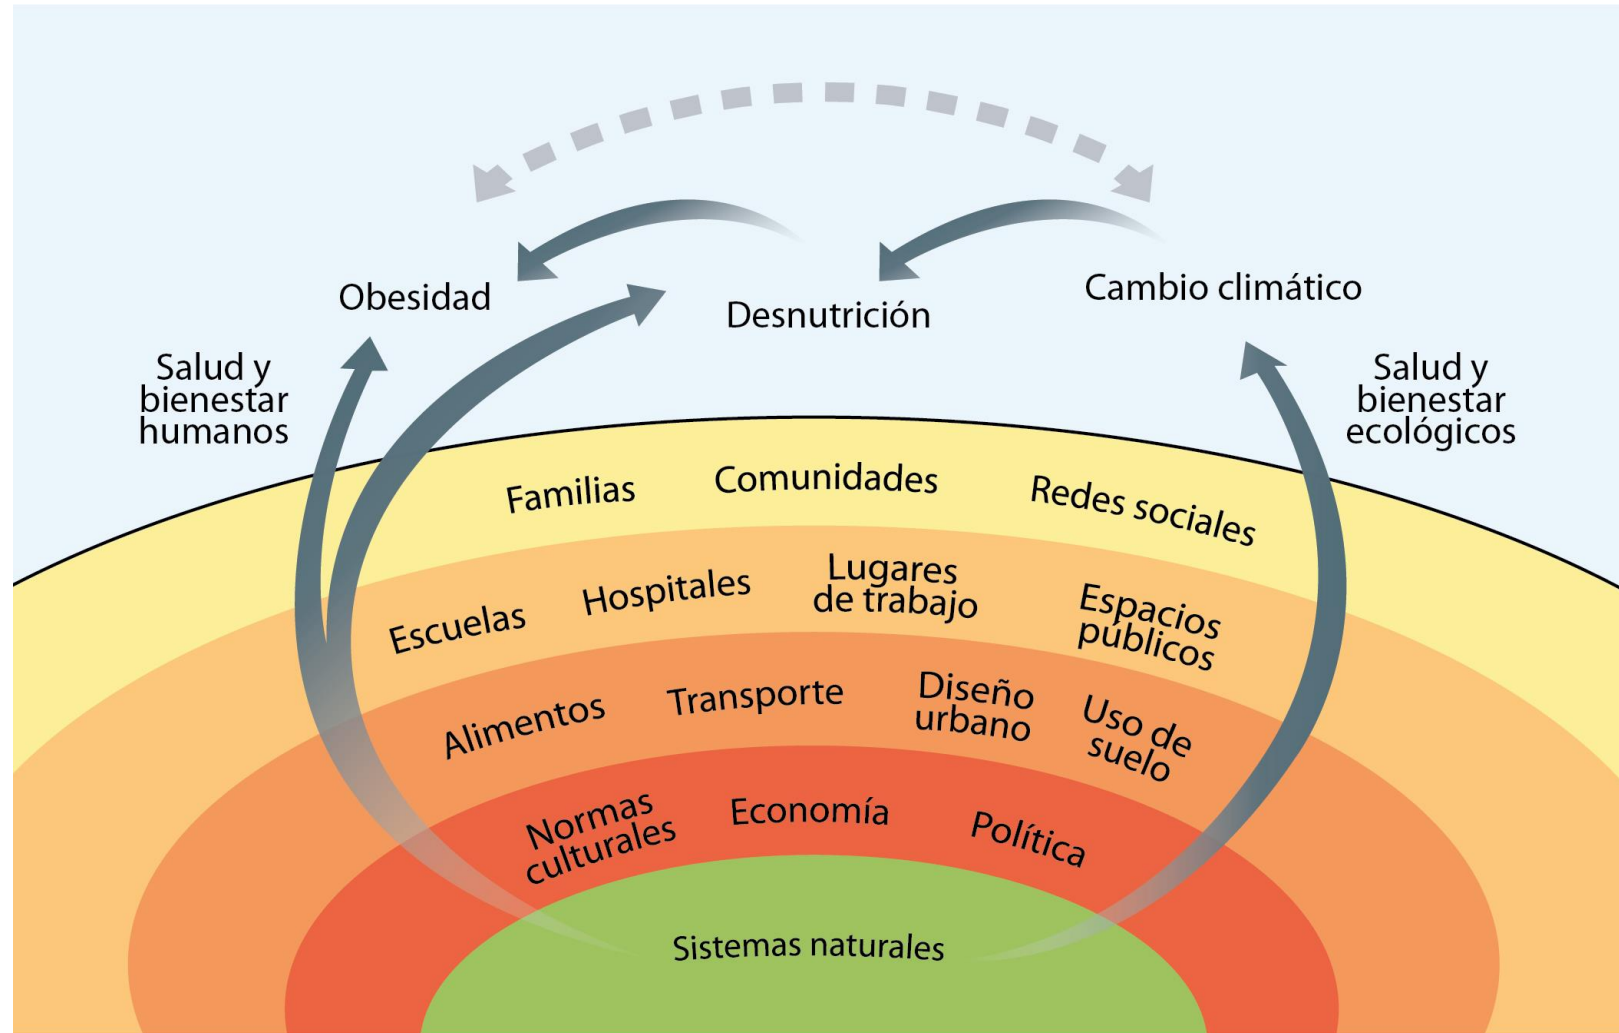 Obesidad
Desnutrición
Cambio climático
Salud y
bienestar
humanos
Salud y
bienestar
ecológicos
Familias
Comunidades
Redes sociales
Escuelas
Hospitales
Lugares
de trabajo
Espacios
públicos
Alimentos
Transporte
Diseño
urbano
Uso de
suelo
Normas
culturales
Economía
Política
Sistemas naturales